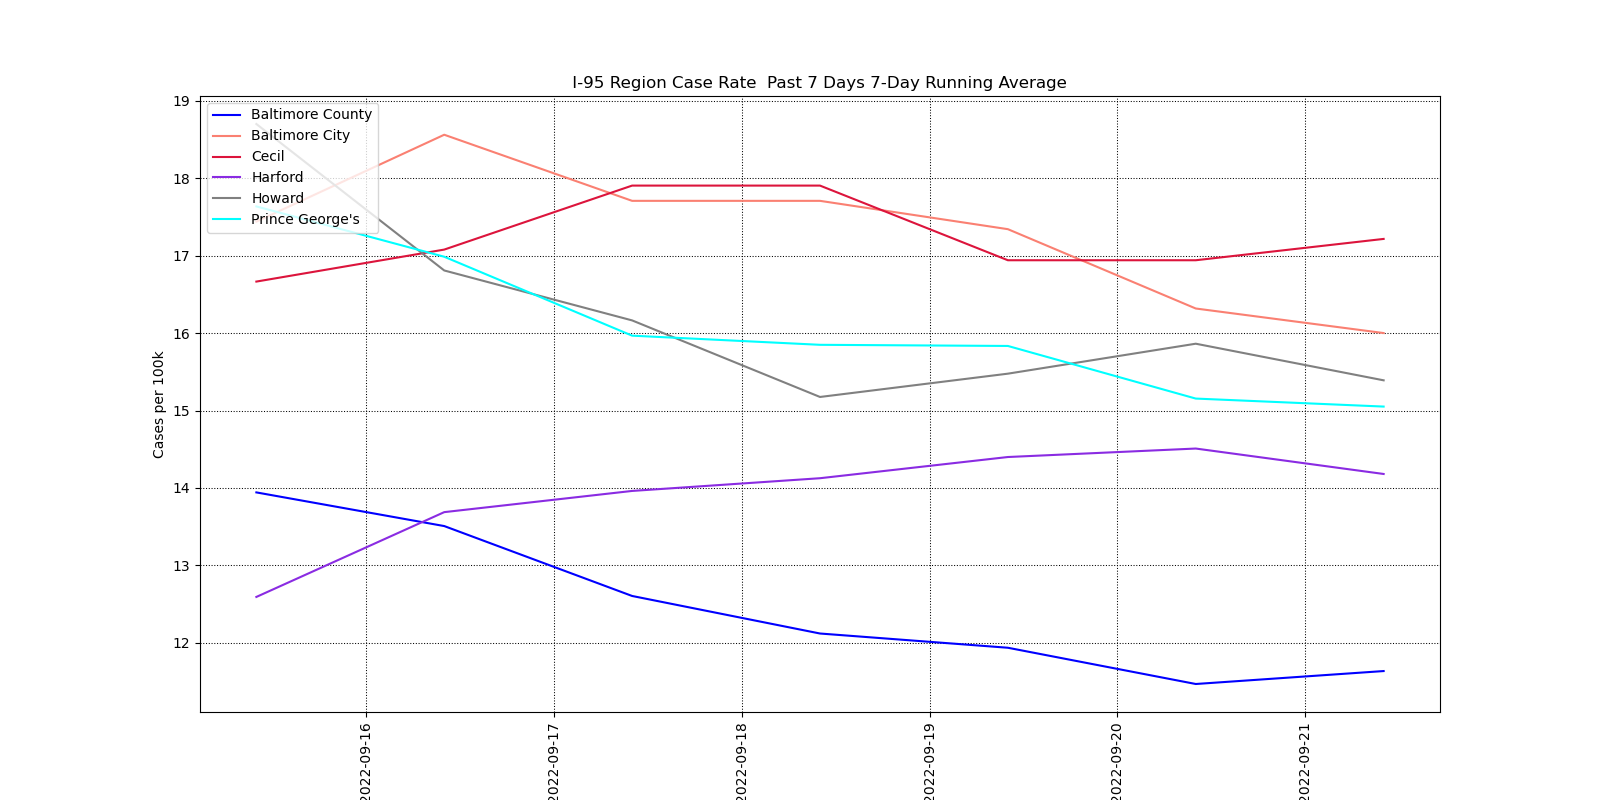 I-95 Region Case Rate  Past 7 Days 7-Day Running Average
Cases per 100k
19
18
17
16
15
14
13
12
Baltimore County
Baltimore City
Cecil
Harford
Howard
Prince George's
2022-09-16
2022-09-17
2022-09-18
2022-09-19
2022-09-20
2022-09-21